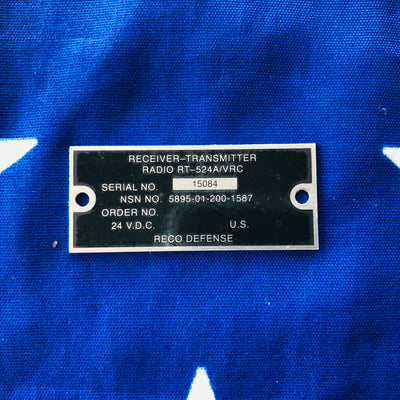 RECEIVER-TRANSMITTER
RADIO RT-524A/VRC
SERIAL NO. 15084
NSN NO. 5895-01-200-1587
ORDER NO.
24 V.D.C. U.S.
RECO DEFENSE